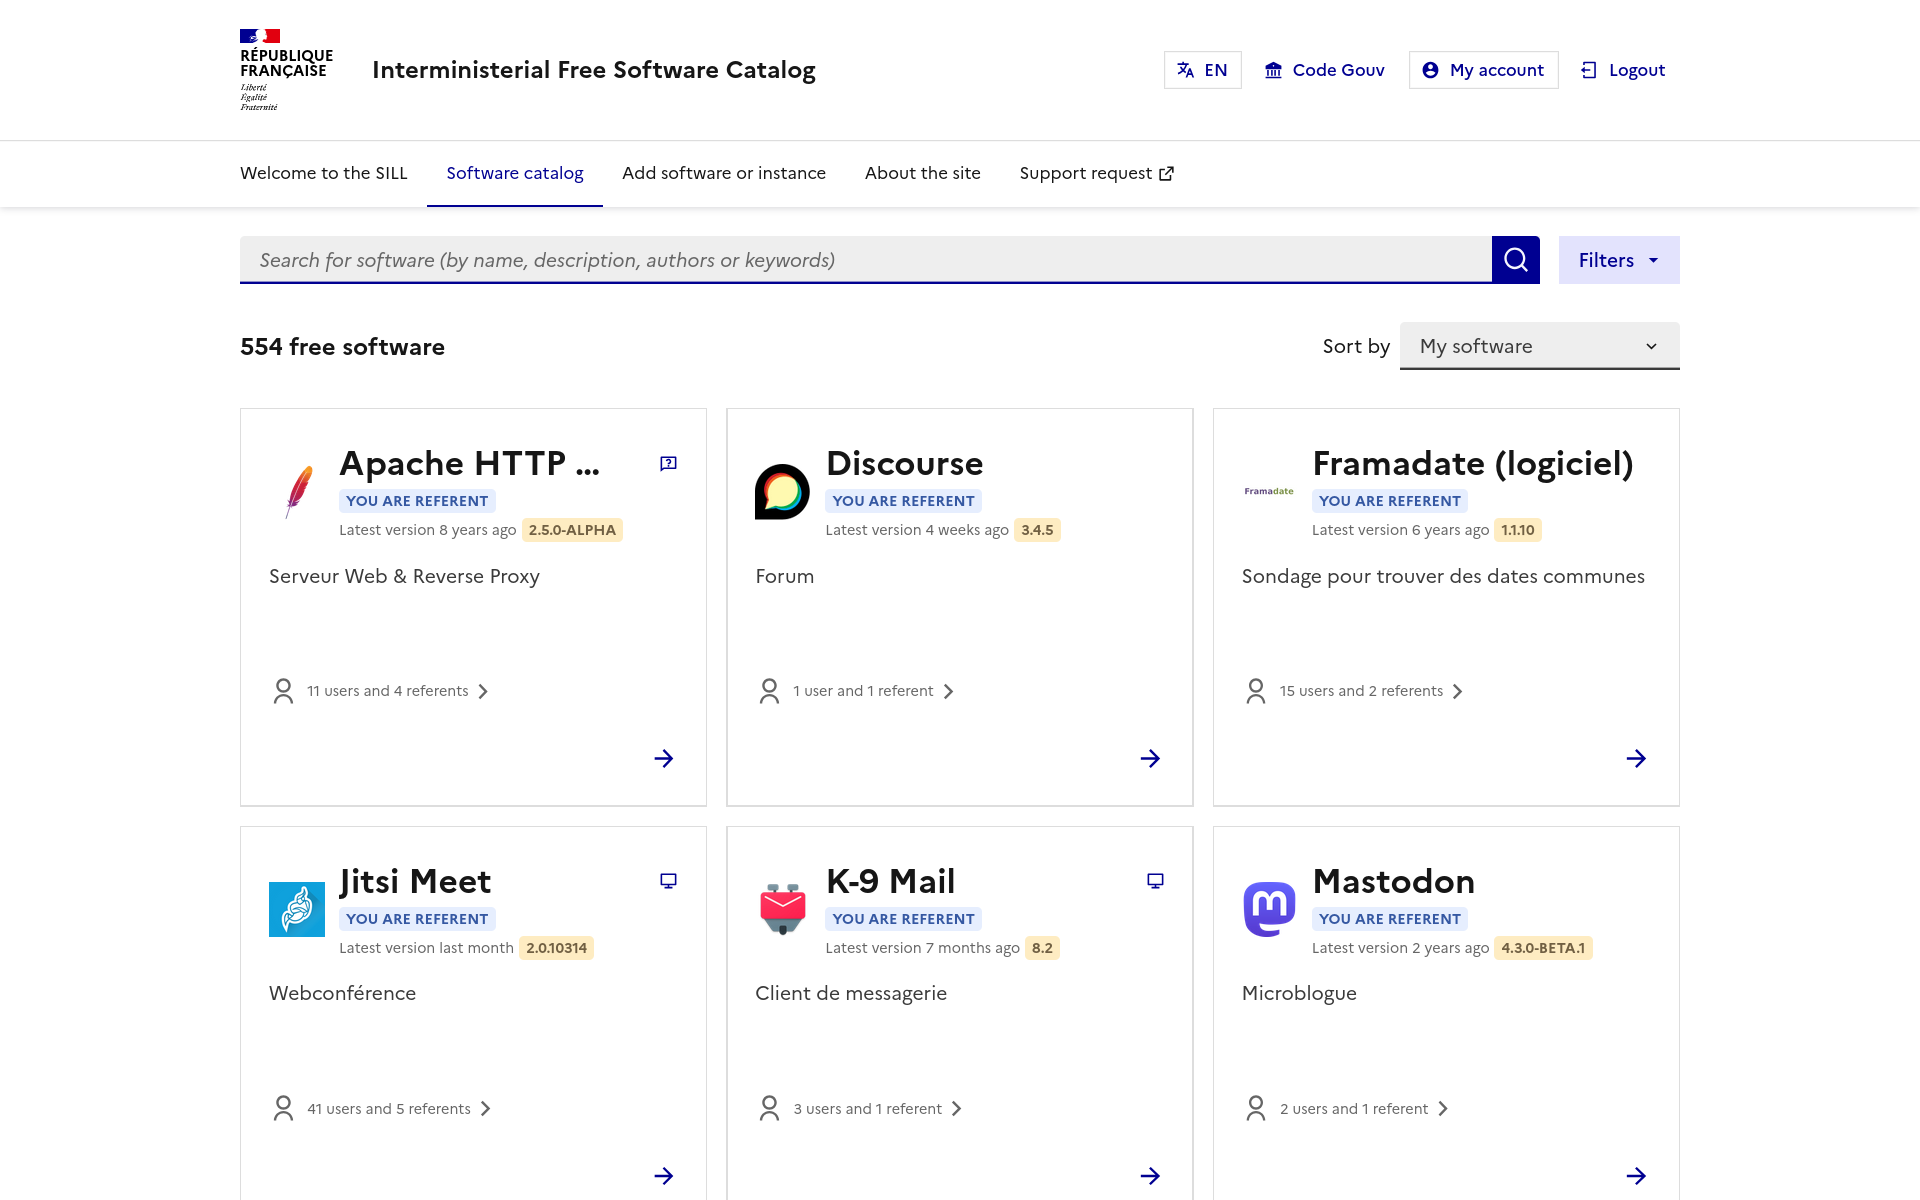 RÉPUBLIQUE
FRANÇAISE
Liberté
Égalité
Fraternité
Interministerial Free Software Catalog
EN
Code Gouv
My account
Logout
Welcome to the SILL
Software catalog
Add software or instance
About the site
Support request
Search for software (by name, description, authors or keywords)
Filters
554 free software
Sort by
My software
Apache HTTP ...
YOU ARE REFERENT
Latest version 8 years ago 2.5.0-ALPHA
Serveur Web & Reverse Proxy
11 users and 4 referents
Discourse
YOU ARE REFERENT
Latest version 4 weeks ago 3.4.5
Forum
1 user and 1 referent
Framadate
Framadate (logiciel)
YOU ARE REFERENT
Latest version 6 years ago 1.1.10
Sondage pour trouver des dates communes
15 users and 2 referents
Jitsi Meet
YOU ARE REFERENT
Latest version last month 2.0.10314
Webconférence
41 users and 5 referents
K-9 Mail
YOU ARE REFERENT
Latest version 7 months ago 8.2
Client de messagerie
3 users and 1 referent
Mastodon
YOU ARE REFERENT
Latest version 2 years ago 4.3.0-BETA.1
Microblogue
2 users and 1 referent